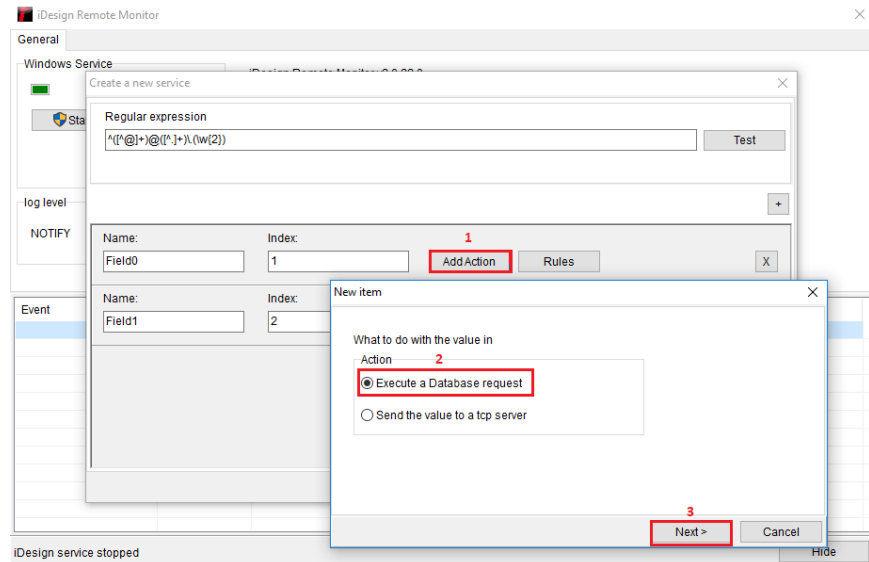 iDesign Remote Monitor
General
Windows Service
Create a new service
Sta
Regular expression
^([^@]+)@([^.]+)\.(\w{2})
Test
+
log level
NOTIFY
1
Name:
Index:
Field0
1
Add Action
Rules
X
Name:
Index:
Field1
2
New item
Event
What to do with the value in
Action
2
Execute a Database request
Send the value to a tcp server
3
Next >
Cancel
iDesign service stopped
Hide